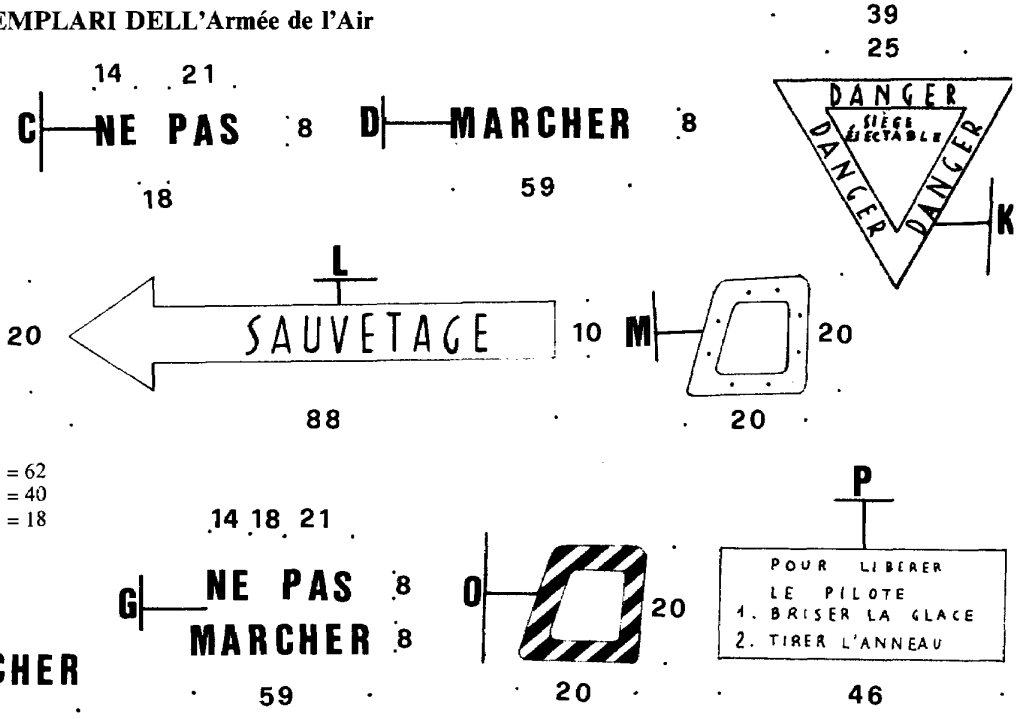 EMPLARI DELL'Armée de l'Air
39
25
14 21
C NE PAS 8
18
D MARCHER 8
59
DANGER
SIÈGE
ÉJECTABLE
DANGER
DANGER
K
L
20 SAUVETAGE 10
88
M 20
20
= 62
= 40
= 18
14 18 21
G NE PAS 8
MARCHER 8
59
CHER
O 20
20
P
POUR LIBERER
LE PILOTE
1. BRISER LA GLACE
2. TIRER L'ANNEAU
46